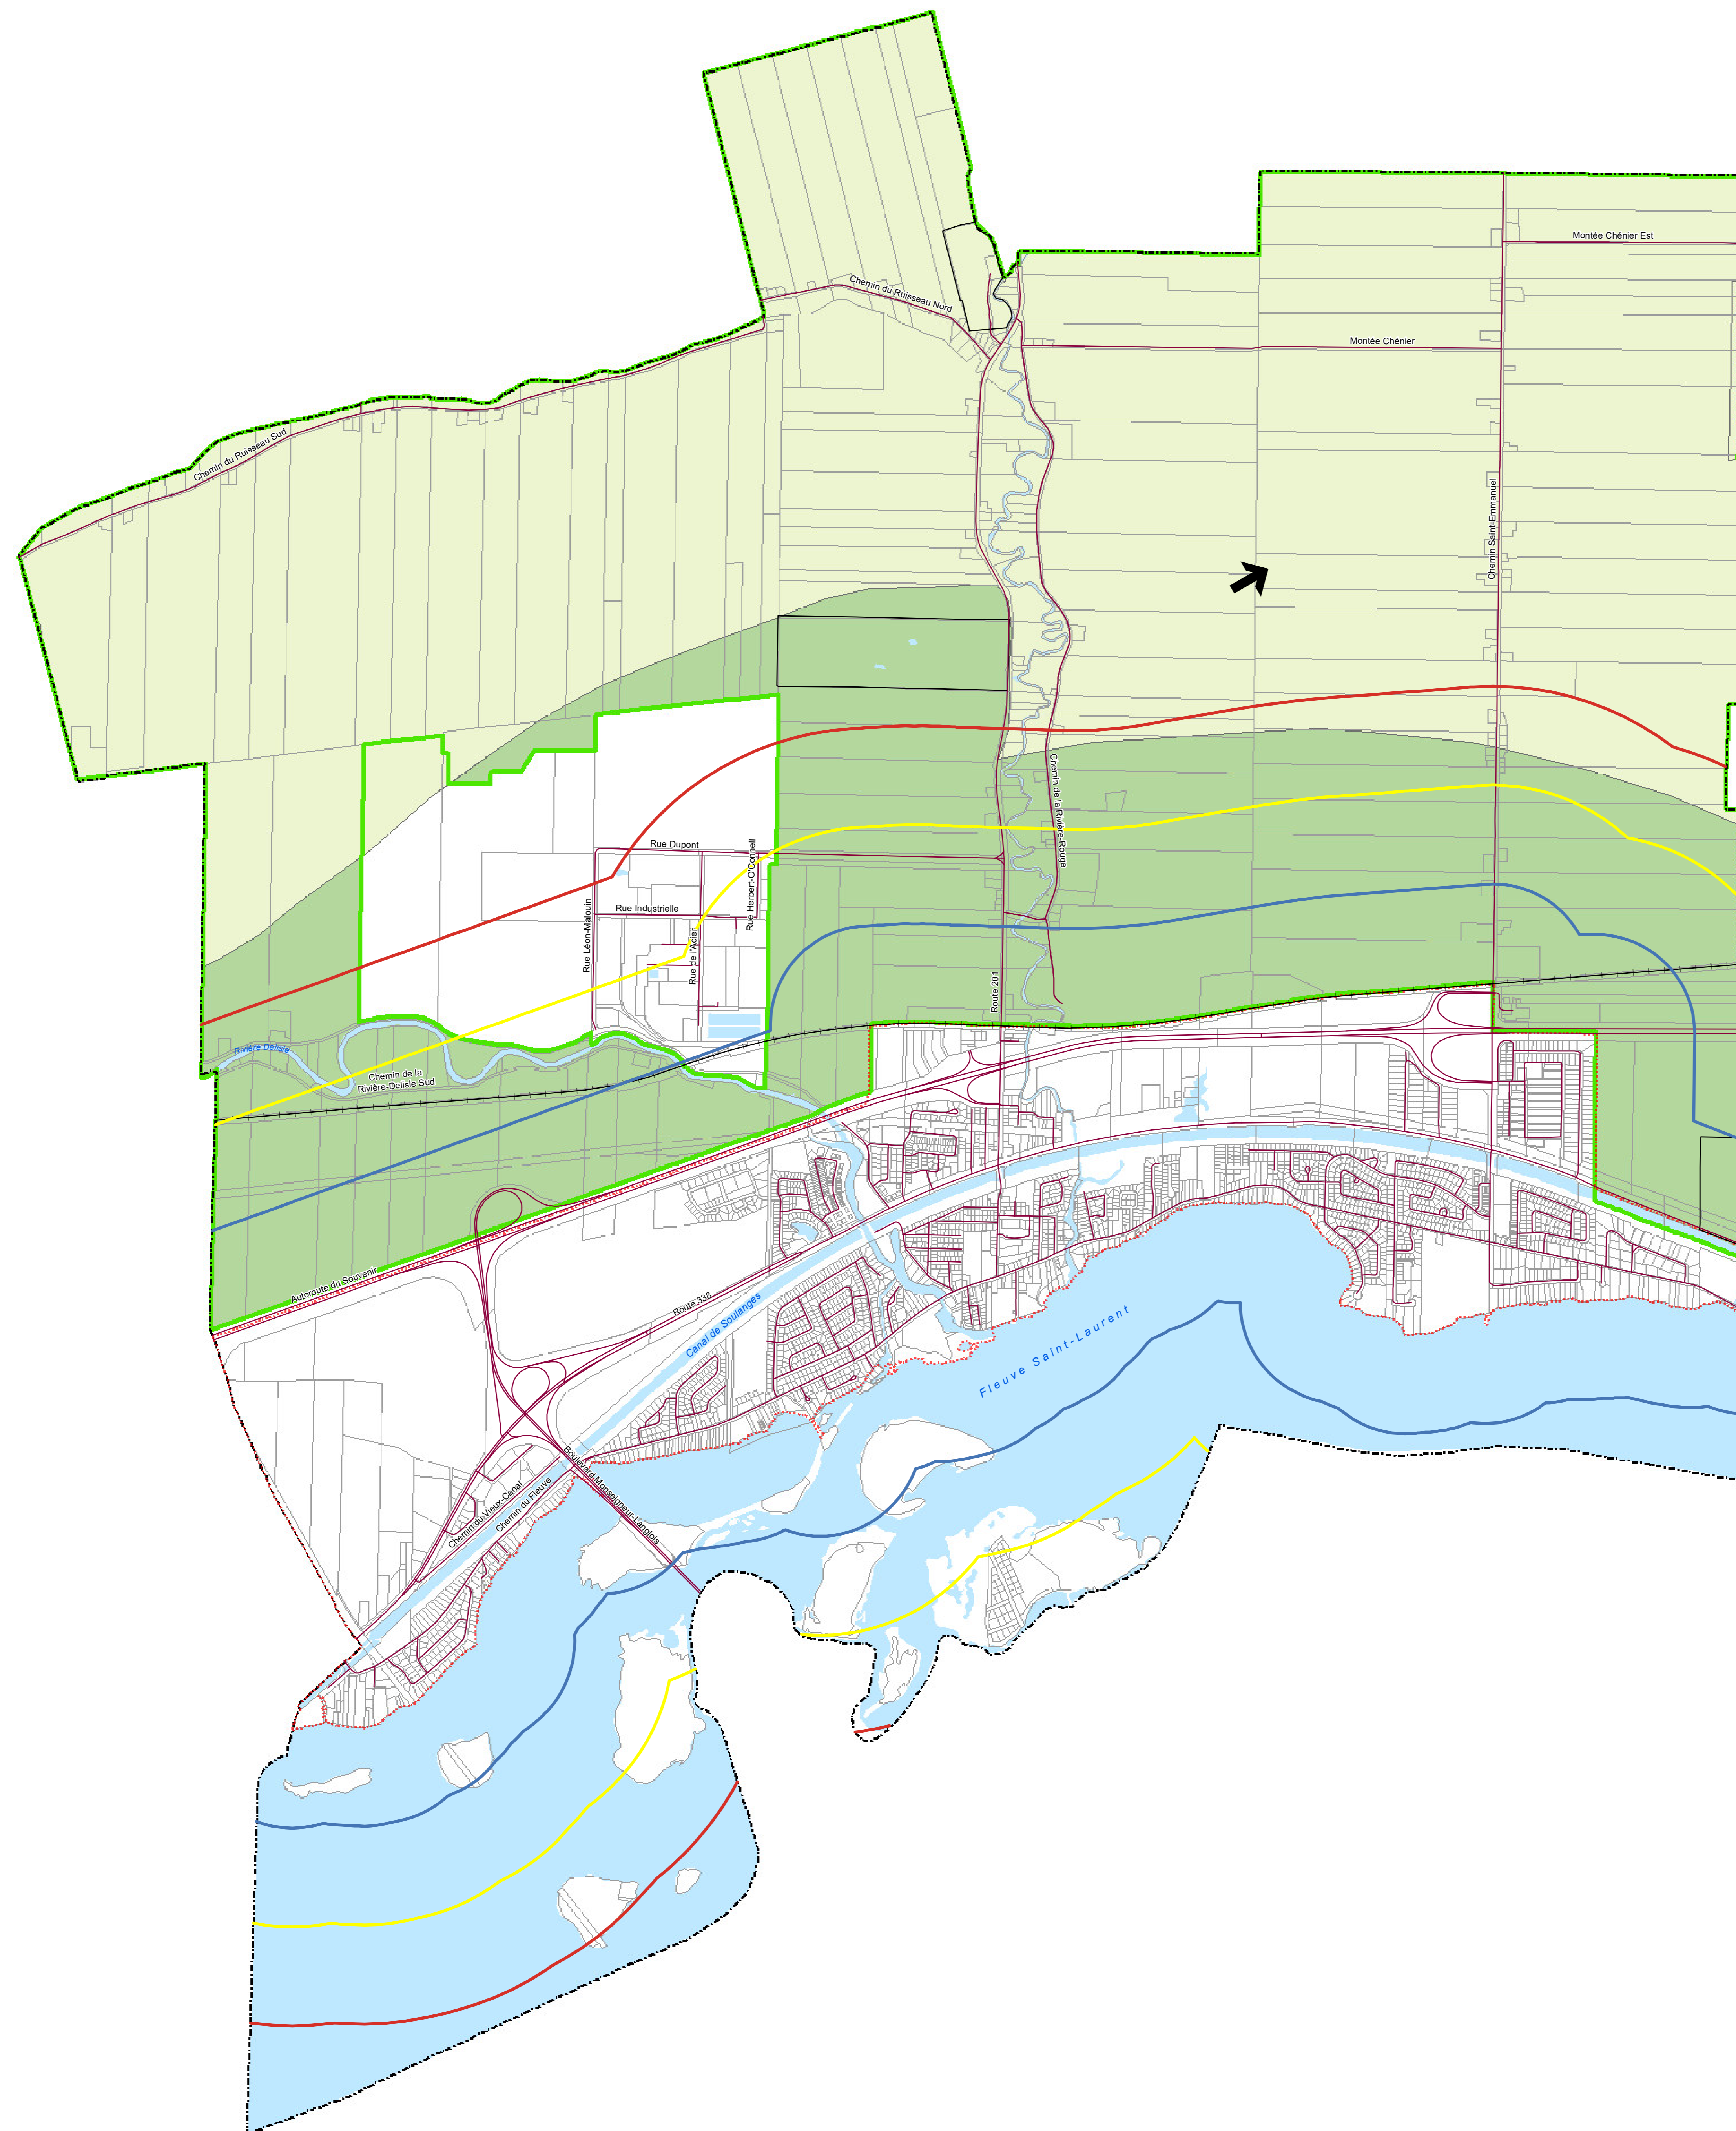 Montée Chénier Est
Chemin du Ruisseau Nord
Montée Chénier
Chemin du Ruisseau Sud
Chemin Saint-Emmanuel
Chemin de la Rivière-Rouge
Rue Dupont
Rue Herbert-O'Connell
Rue Industrielle
Rue Léon-Malouin
Rue de l'Acier
Route 201
Rivière Delisle
Chemin de la
Rivière-Delisle Sud
Autoroute du Souvenir
Route 338
Canal de Soulanges
Fleuve Saint-Laurent
Boulevard Monseigneur-Langlois
Chemin du Vieux-Canal
Chemin du Fleuve